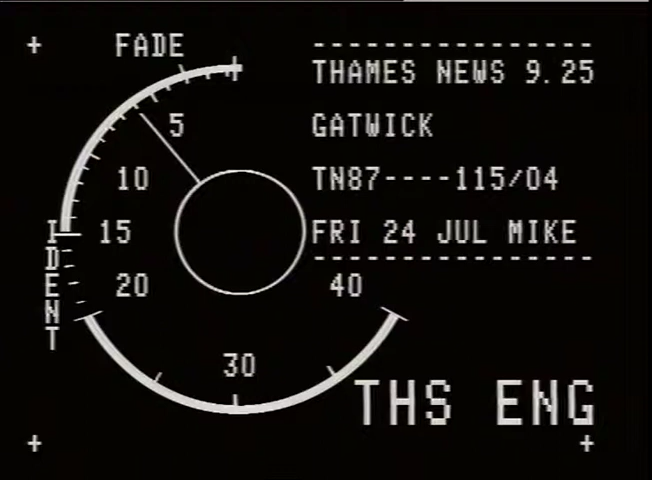 FADE
----------------
THAMES NEWS 9.25
5
GATWICK
10
TN87----115/04
15
FRI 24 JUL MIKE
----------------
IDENT
20
40
30
THS ENG